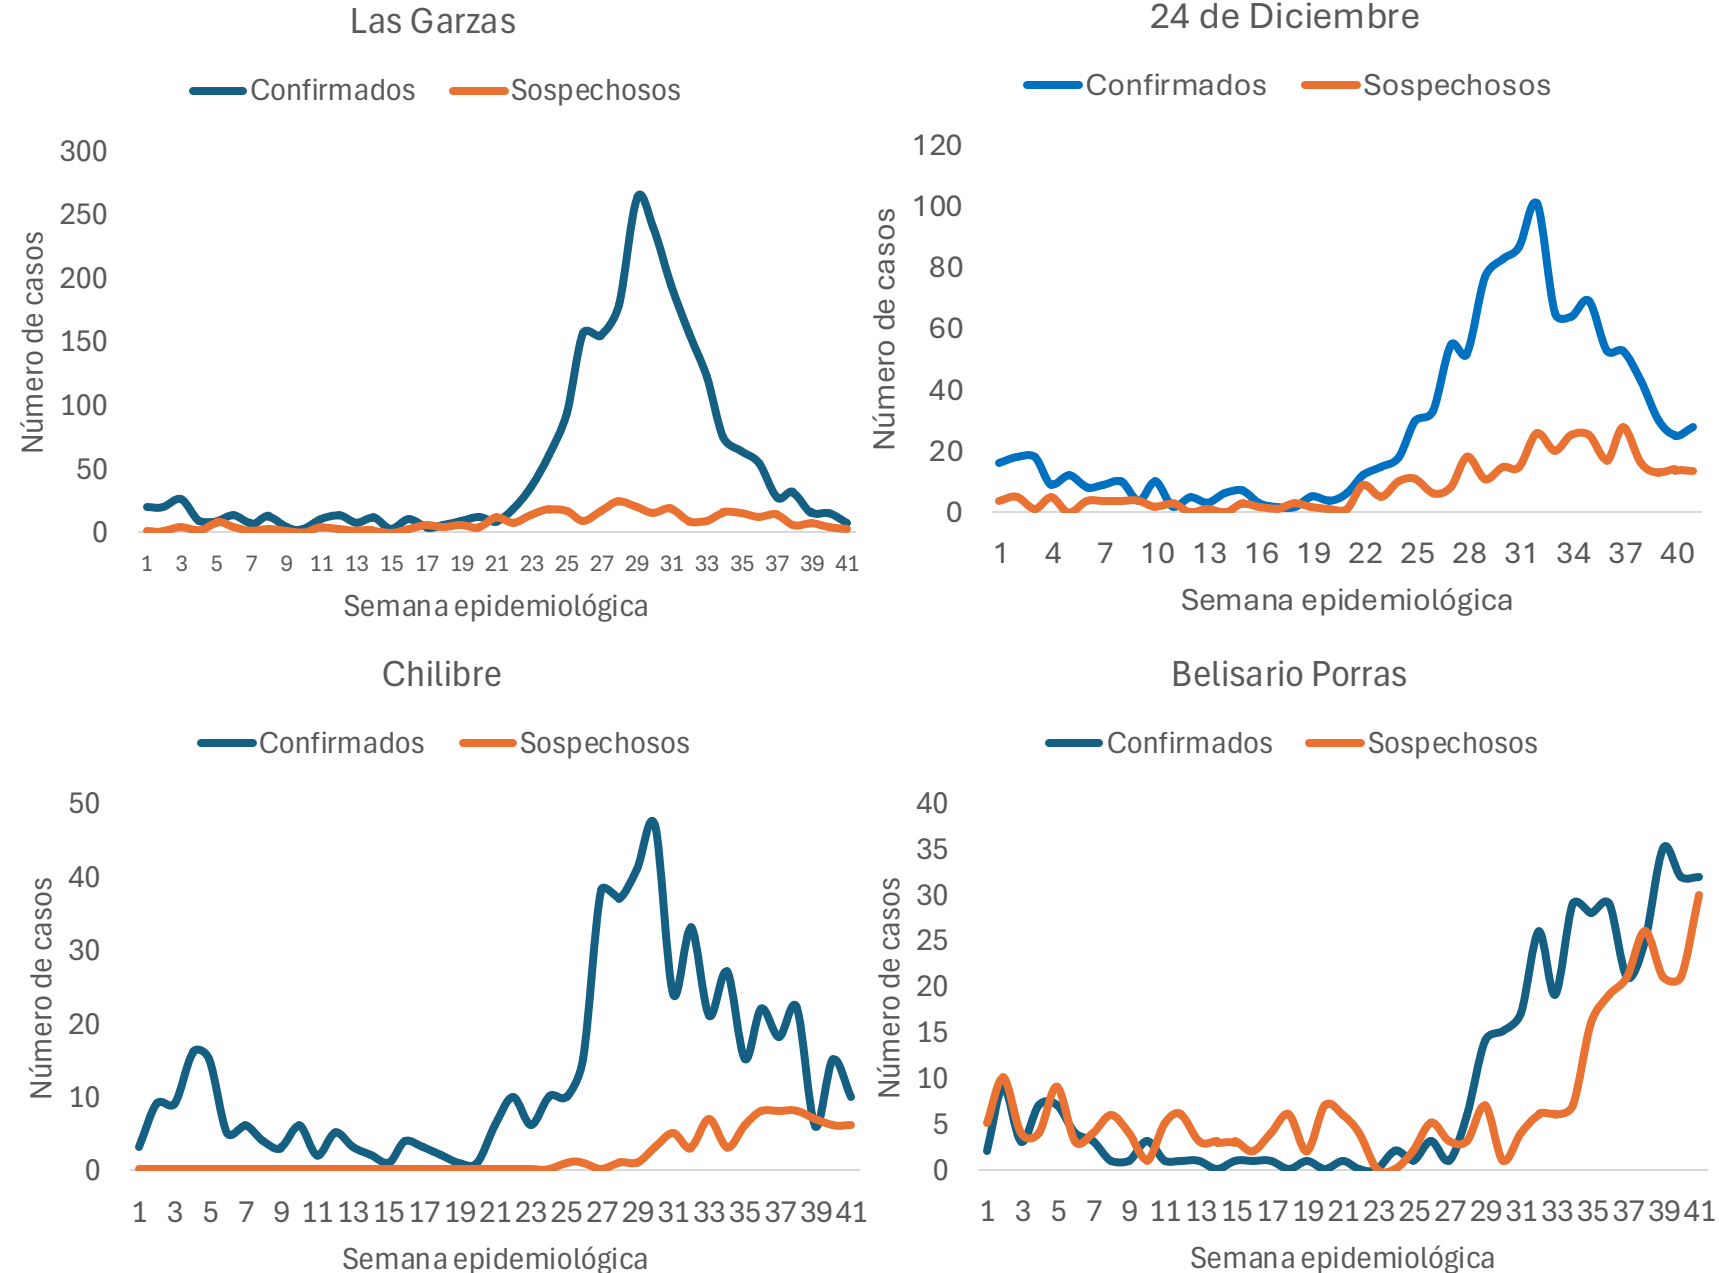 Las Garzas
Confirmados Sospechosos
300
250
200
150
100
50
0
Número de casos
1 3 5 7 9 11 13 15 17 19 21 23 25 27 29 31 33 35 37 39 41
Semana epidemiológica
24 de Diciembre
Confirmados Sospechosos
120
100
80
60
40
20
0
Número de casos
1 4 7 10 13 16 19 22 25 28 31 34 37 40
Semana epidemiológica
Chilibre
Confirmados Sospechosos
50
40
30
20
10
0
Número de casos
1 3 5 7 9 11 13 15 17 19 21 23 25 27 29 31 33 35 37 39 41
Semana epidemiológica
Belisario Porras
Confirmados Sospechosos
40
35
30
25
20
15
10
5
0
Número de casos
1 3 5 7 9 11 13 15 17 19 21 23 25 27 29 31 33 35 37 39 41
Semana epidemiológica